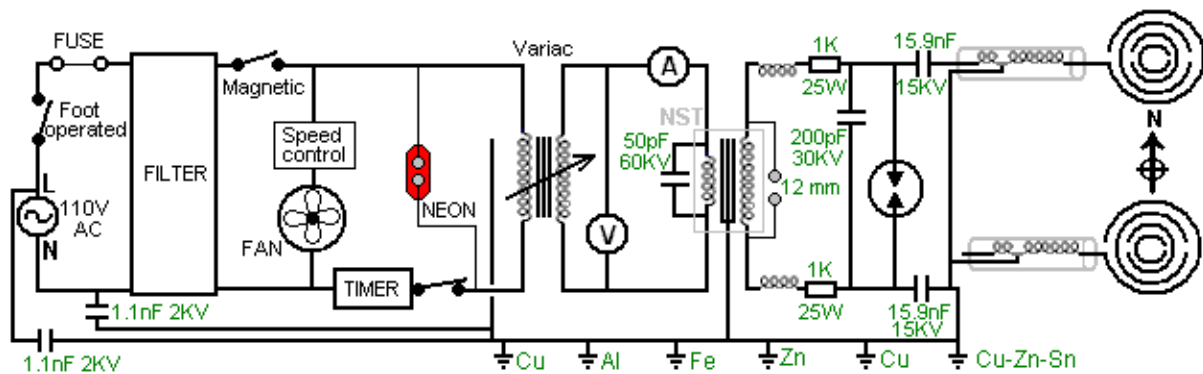 FUSE
Foot
operated
L
110V
AC
N
1.1nF 2KV
1.1nF 2KV
FILTER
Magnetic
Speed
control
FAN
TIMER
NEON
Variac
A
V
NST
50pF
60KV
12 mm
1K
25W
1K
25W
200pF
30KV
15.9nF
15KV
15.9nF
15KV
N
Cu
Al
Fe
Zn
Cu
Cu-Zn-Sn